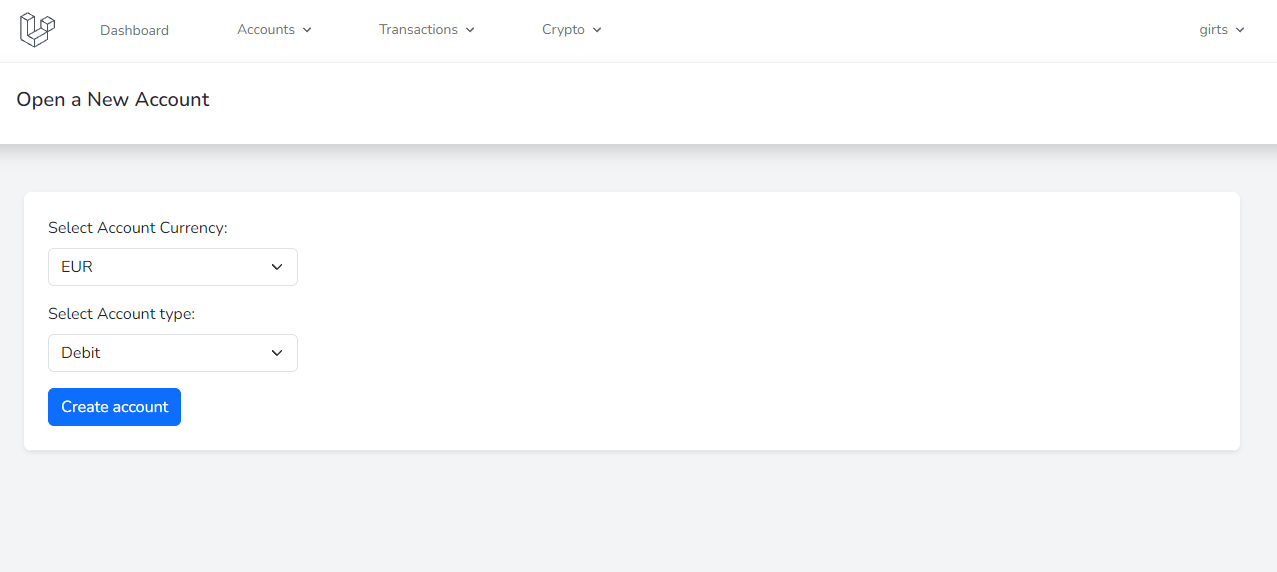 Dashboard Accounts Transactions Crypto girts
Open a New Account
Select Account Currency:
EUR
Select Account type:
Debit
Create account